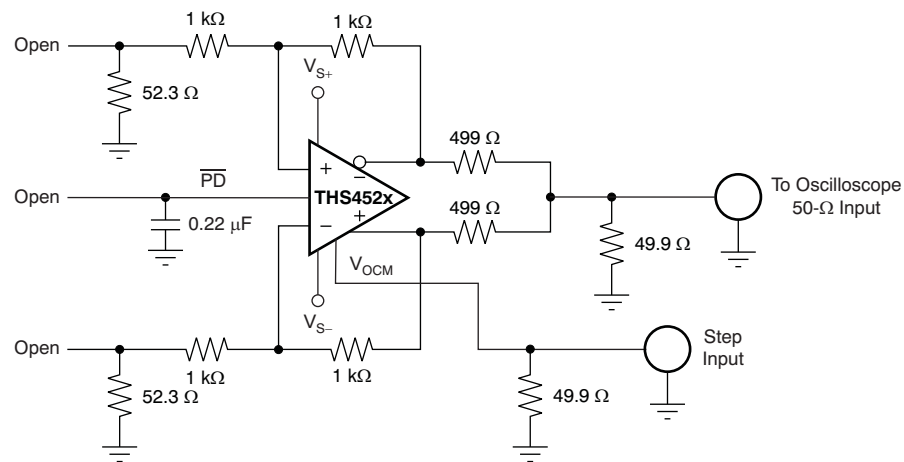 1 kΩ
1 kΩ
Open
V_S+
52.3 Ω
499 Ω
PD
Open
THS452x
+
−
+
−
0.22 μF
499 Ω
To Oscilloscope
50-Ω Input
49.9 Ω
V_OCM
V_S−
Open
Step
Input
1 kΩ
1 kΩ
52.3 Ω
49.9 Ω